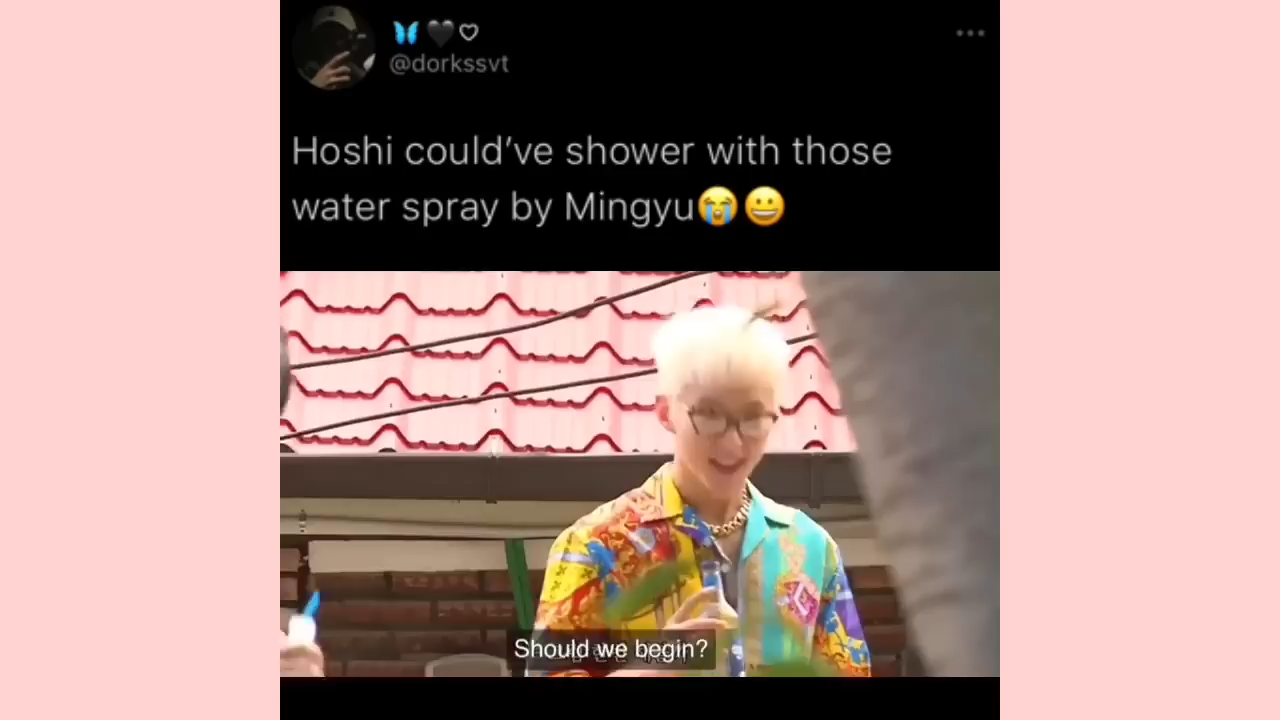 🦋🖤🤍
@dorkssvt
Hoshi could've shower with those
water spray by Mingyu😭😀
Should we begin?